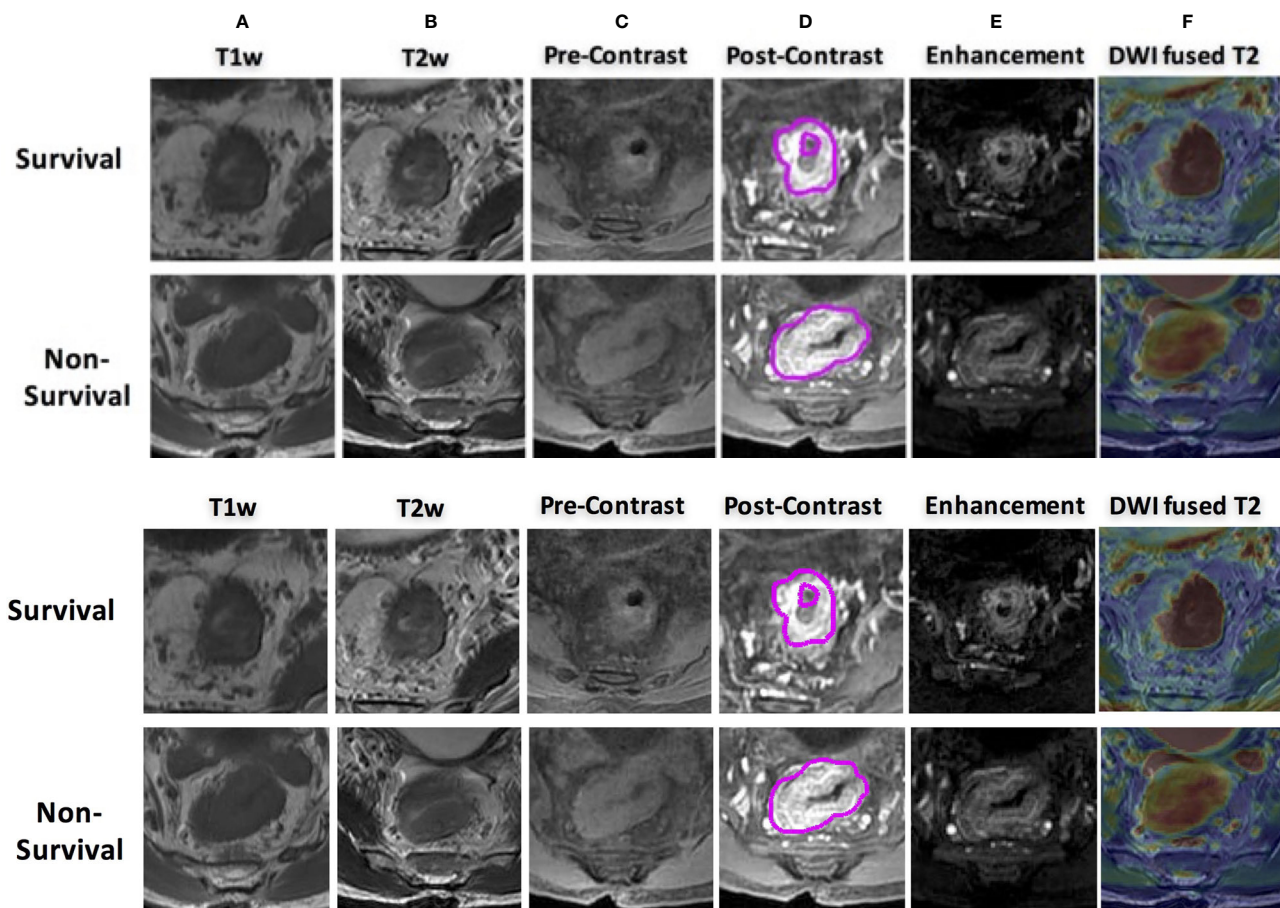 A B C D E F
T1w T2w Pre-Contrast Post-Contrast Enhancement DWI fused T2
Survival
Non-
Survival
T1w T2w Pre-Contrast Post-Contrast Enhancement DWI fused T2
Survival
Non-
Survival